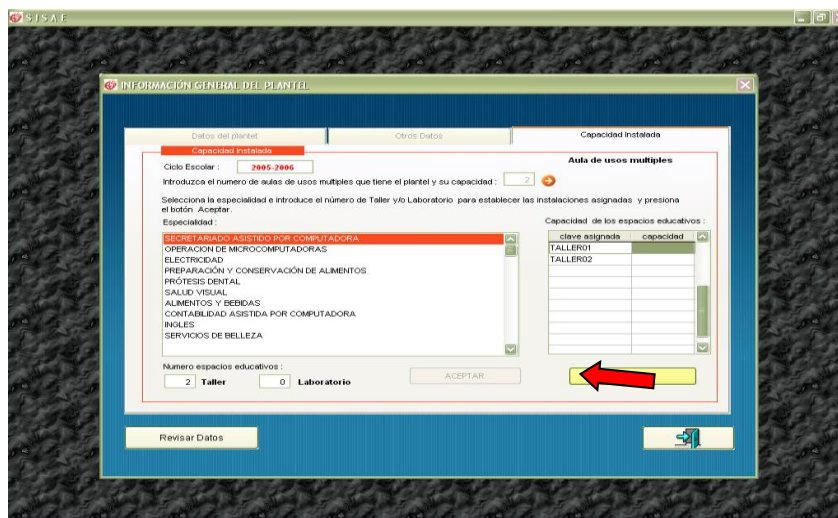 SISAE
INFORMACIÓN GENERAL DEL PLANTEL
Datos del plantel
Otros Datos
Capacidad Instalada
Capacidad Instalada
Aula de usos multiples
Ciclo Escolar :
2005-2006
Introduzca el numero de aulas de usos multiples que tiene el plantel y su capacidad :
2
Selecciona la especialidad e introduce el número de Taller y/o Laboratorio para establecer las instalaciones asignadas y presiona
el botón Aceptar.
Especialidad :
Capacidad de los espacios educativos :
SECRETARIADO ASISTIDO POR COMPUTADORA
OPERACION DE MICROCOMPUTADORAS
ELECTRICIDAD
PREPARACIÓN Y CONSERVACIÓN DE ALIMENTOS
PRÓTESIS DENTAL
SALUD VISUAL
ALIMENTOS Y BEBIDAS
CONTABILIDAD ASISTIDA POR COMPUTADORA
INGLES
SERVICIOS DE BELLEZA
clave asignada
capacidad
TALLER01
TALLER02
Numero espacios educativos :
2 Taller
0 Laboratorio
ACEPTAR
Revisar Datos